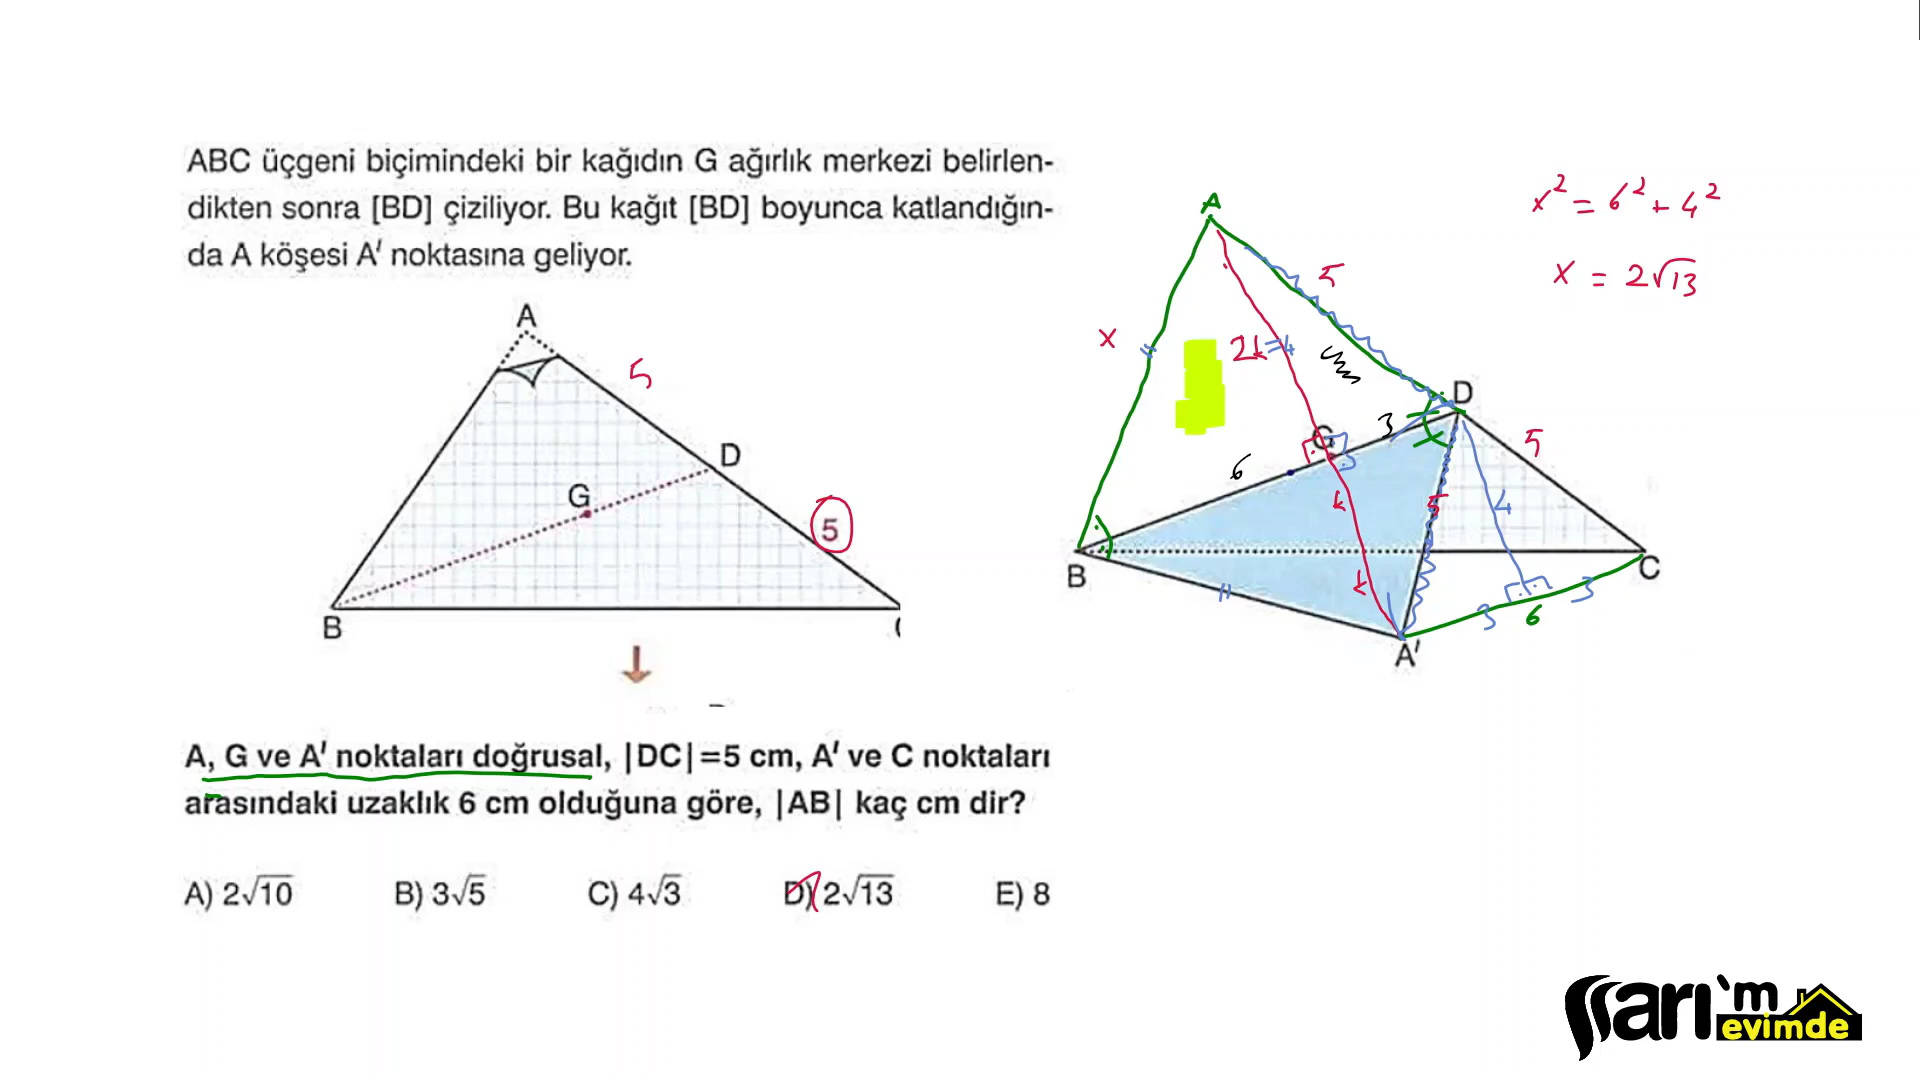 ABC üçgeni biçimindeki bir kağıdın G ağırlık merkezi belirlen-
dikten sonra [BD] çiziliyor. Bu kağıt [BD] boyunca katlandığın-
da A köşesi A' noktasına geliyor.
A
5
D
G
5
B
A
x² = 6² + 4²
x = 2√13
5
x
2k=4
D
3
G
5
6
k
5
4
B
k
C
3
3
6
A'
A, G ve A' noktaları doğrusal, |DC|=5 cm, A' ve C noktaları
arasındaki uzaklık 6 cm olduğuna göre, |AB| kaç cm dir?
A) 2√10 B) 3√5 C) 4√3 D) 2√13 E) 8
Sarı'm
evimde